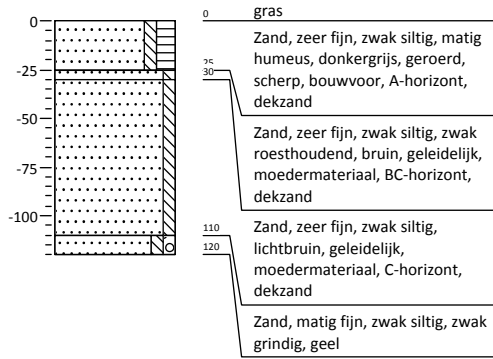 0
-25
-50
-75
-100
0
gras
Zand, zeer fijn, zwak siltig, matig
humeus, donkergrijs, geroerd,
scherp, bouwvoor, A-horizont,
dekzand
25
30
Zand, zeer fijn, zwak siltig, zwak
roesthoudend, bruin, geleidelijk,
moedermateriaal, BC-horizont,
dekzand
110
Zand, zeer fijn, zwak siltig,
lichtbruin, geleidelijk,
moedermateriaal, C-horizont,
dekzand
120
Zand, matig fijn, zwak siltig, zwak
grindig, geel